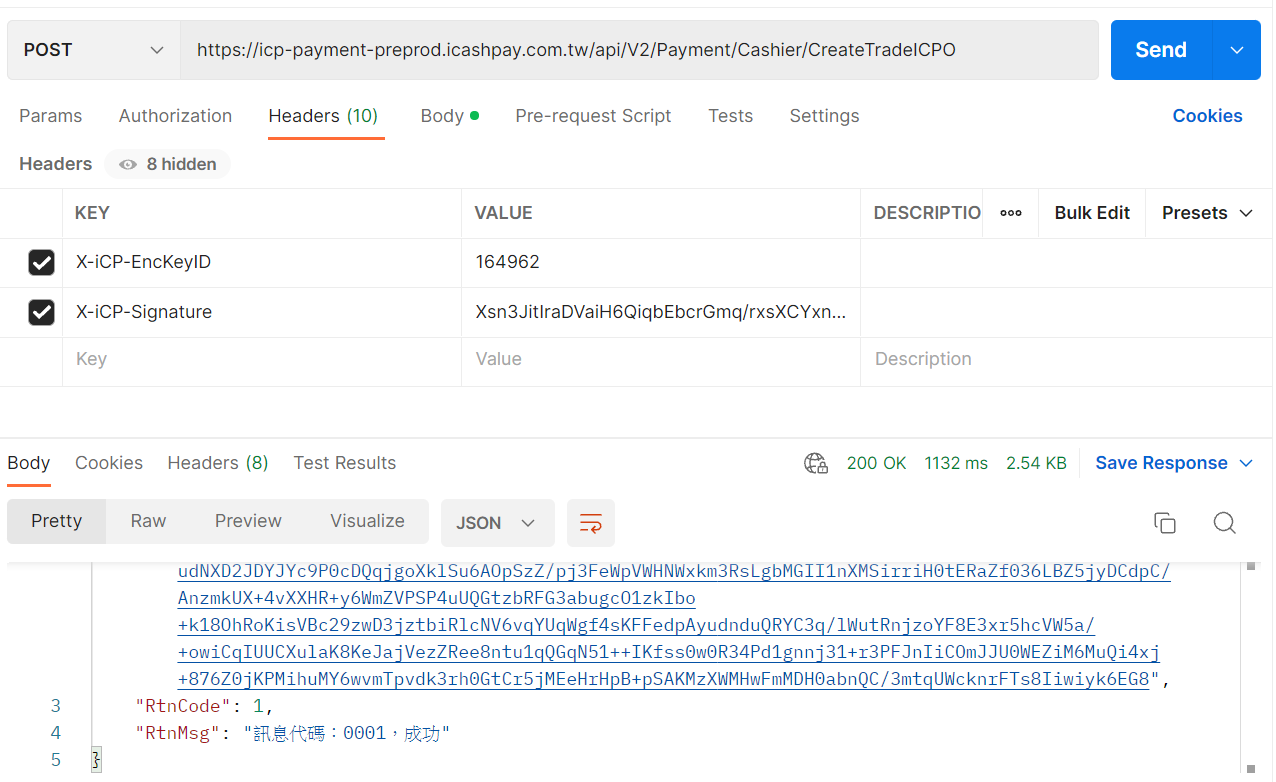 POST https://icp-payment-preprod.icashpay.com.tw/api/V2/Payment/Cashier/CreateTradeICPO Send
Params Authorization Headers (10) Body Pre-request Script Tests Settings Cookies
Headers 8 hidden
KEY VALUE DESCRIPTIO ooo Bulk Edit Presets
X-iCP-EncKeyID 164962
X-iCP-Signature Xsn3JitIraDVaiH6QiqbEbcrGmq/rxsXCYxn...
Key Value Description
Body Cookies Headers (8) Test Results 200 OK 1132 ms 2.54 KB Save Response
Pretty Raw Preview Visualize JSON
udNXD2JDYJYc9P0cDQqjgoXklSu6AOpSzZ/pj3FeWpVWHNWxkm3RsLgbMGII1nXMSirriH0tERaZf036LBZ5jyDCdpC/
AnzmkUX+4vXXHR+y6WmZVPSP4uUQGtzbRFG3abugcO1zkIbo
+k18OhRoKisVBc29zwD3jztbiRlcNV6vqYUqWgf4sKFFedpAyudnduQRYC3q/lWutRnjzoYF8E3xr5hcVW5a/
+owiCqIUUCXulaK8KeJajVezZRee8ntu1qQGqN51++IKfss0w0R34Pd1gnnj31+r3PFJnIiCOmJJU0WEZiM6MuQi4xj
+876Z0jKPMihuMY6wvmTpvdk3rh0GtCr5jMEeHrHpB+pSAKMzXWMHwFmMDH0abnQC/3mtqUWcknrFTs8Iiwiyk6EG8",
3 "RtnCode": 1,
4 "RtnMsg": "訊息代碼：0001，成功"
5 }